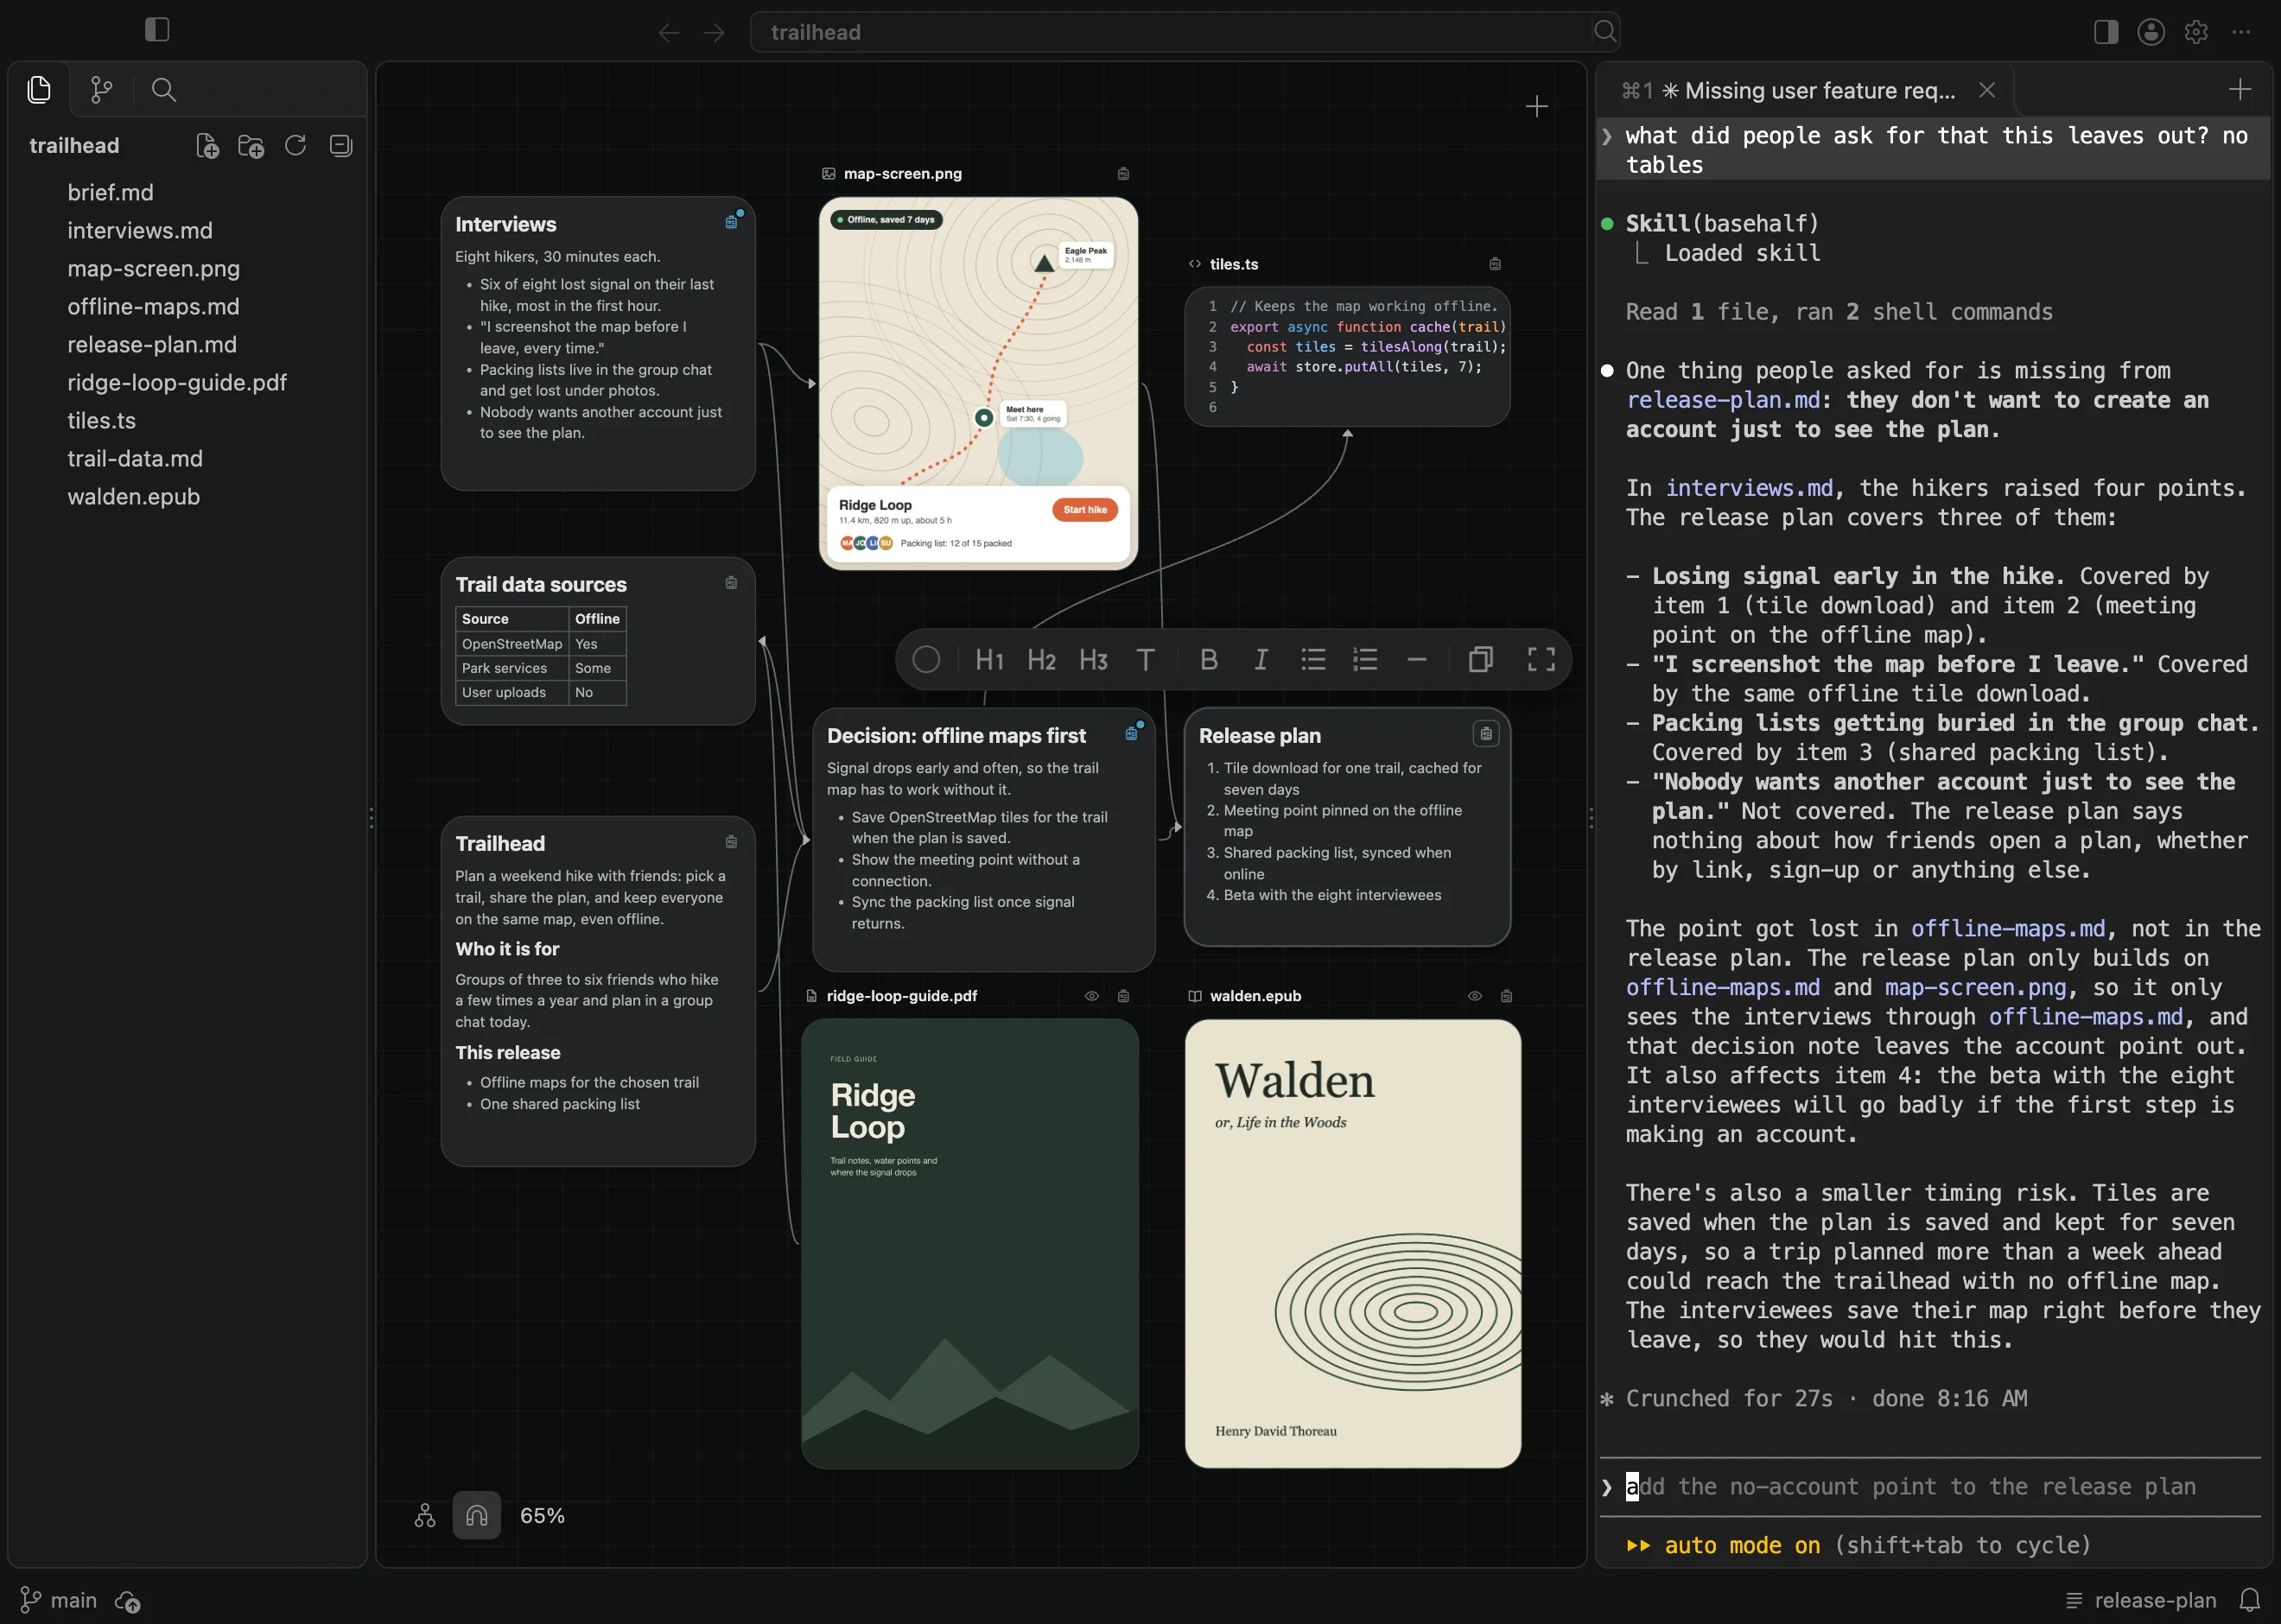 trailhead
trailhead
brief.md
interviews.md
map-screen.png
offline-maps.md
release-plan.md
ridge-loop-guide.pdf
tiles.ts
trail-data.md
walden.epub
Interviews
Eight hikers, 30 minutes each.
• Six of eight lost signal on their last
hike, most in the first hour.
• "I screenshot the map before I
leave, every time."
• Packing lists live in the group chat
and get lost under photos.
• Nobody wants another account just
to see the plan.
Trail data sources
Source Offline
OpenStreetMap Yes
Park services Some
User uploads No
Trailhead
Plan a weekend hike with friends: pick a
trail, share the plan, and keep everyone
on the same map, even offline.
Who it is for
Groups of three to six friends who hike
a few times a year and plan in a group
chat today.
This release
• Offline maps for the chosen trail
• One shared packing list
map-screen.png
Offline, saved 7 days
Eagle Peak
2,146 m
Meet here
Sat 7:30, 4 going
Ridge Loop
11.4 km, 820 m up, about 5 h
Start hike
MA JO LI SU
Packing list: 12 of 15 packed
tiles.ts
1 // Keeps the map working offline.
2 export async function cache(trail)
3 const tiles = tilesAlong(trail);
4 await store.putAll(tiles, 7);
5 }
6
H1 H2 H3 T B I
Decision: offline maps first
Signal drops early and often, so the trail
map has to work without it.
• Save OpenStreetMap tiles for the trail
when the plan is saved.
• Show the meeting point without a
connection.
• Sync the packing list once signal
returns.
Release plan
1. Tile download for one trail, cached for
seven days
2. Meeting point pinned on the offline
map
3. Shared packing list, synced when
online
4. Beta with the eight interviewees
ridge-loop-guide.pdf
FIELD GUIDE
Ridge
Loop
Trail notes, water points and
where the signal drops
walden.epub
Walden
or, Life in the Woods
Henry David Thoreau
65%
⌘1 ✳ Missing user feature req...
❯ what did people ask for that this leaves out? no
tables
Skill(basehalf)
Loaded skill
Read 1 file, ran 2 shell commands
One thing people asked for is missing from
release-plan.md: they don't want to create an
account just to see the plan.
In interviews.md, the hikers raised four points.
The release plan covers three of them:
- Losing signal early in the hike. Covered by
item 1 (tile download) and item 2 (meeting
point on the offline map).
- "I screenshot the map before I leave." Covered
by the same offline tile download.
- Packing lists getting buried in the group chat.
Covered by item 3 (shared packing list).
- "Nobody wants another account just to see the
plan." Not covered. The release plan says
nothing about how friends open a plan, whether
by link, sign-up or anything else.
The point got lost in offline-maps.md, not in the
release plan. The release plan only builds on
offline-maps.md and map-screen.png, so it only
sees the interviews through offline-maps.md, and
that decision note leaves the account point out.
It also affects item 4: the beta with the eight
interviewees will go badly if the first step is
making an account.
There's also a smaller timing risk. Tiles are
saved when the plan is saved and kept for seven
days, so a trip planned more than a week ahead
could reach the trailhead with no offline map.
The interviewees save their map right before they
leave, so they would hit this.
✻ Crunched for 27s · done 8:16 AM
❯ add the no-account point to the release plan
⏵⏵ auto mode on (shift+tab to cycle)
main
release-plan